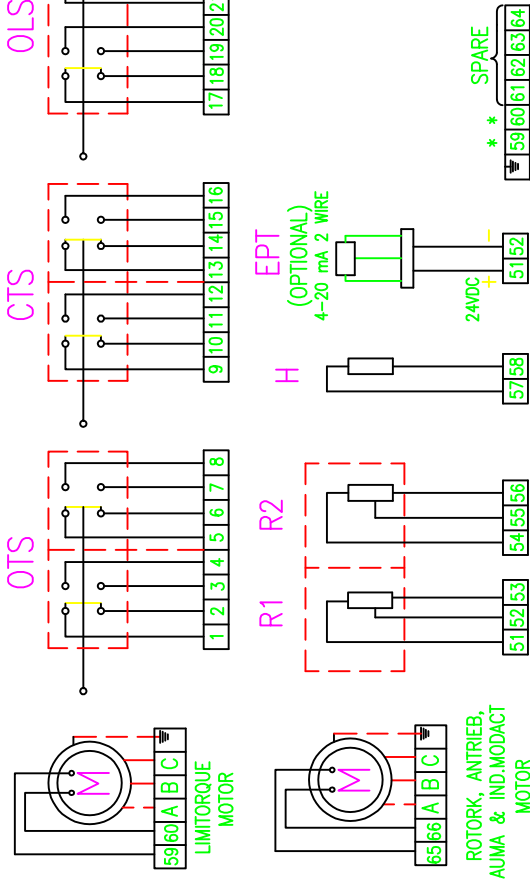 OTS
CTS
OLS
M
59 60 A B C
LIMITORQUE
MOTOR
1 2 3 4 5 6 7 8
9 10 11 12 13 14 15 16
17 18 19 20
R1
R2
H
EPT
(OPTIONAL)
4-20 mA 2 WIRE
24VDC
+ -
M
65 66 A B C
ROTORK, ANTRIEB,
AUMA & IND.MODACT
MOTOR
51 52 53
54 55 56
57 58
51 52
SPARE
* *
59 60 61 62 63 64